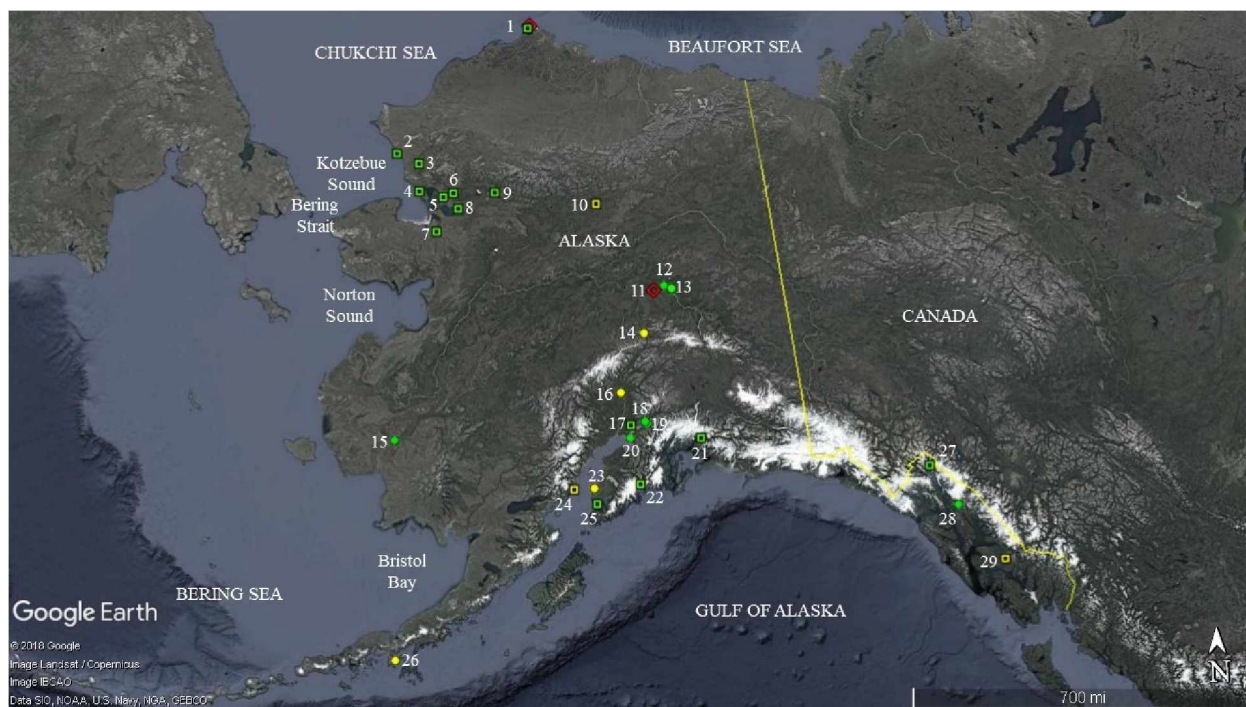 1
CHUKCHI SEA
BEAUFORT SEA
2
Kotzebue
Sound
3
4
5
6
7
8
9
10
Bering
Strait
ALASKA
Norton
Sound
11
12
13
CANADA
14
15
16
17
18
19
20
21
22
23
24
25
27
28
29
Bristol
Bay
BERING SEA
GULF OF ALASKA
26
Google Earth
© 2018 Google
Image Landsat / Copernicus
Image IBCAO
Data SIO, NOAA, U.S. Navy, NGA, GEBCO
N
700 mi